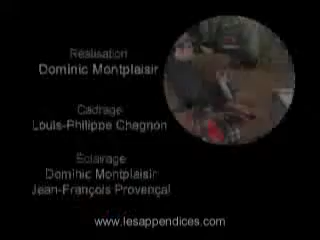 Réalisation
Dominic Montplaisir
Cadrage
Louis-Philippe Chagnon
Éclairage
Dominic Montplaisir
Jean-François Provençal
www.lesappendices.com